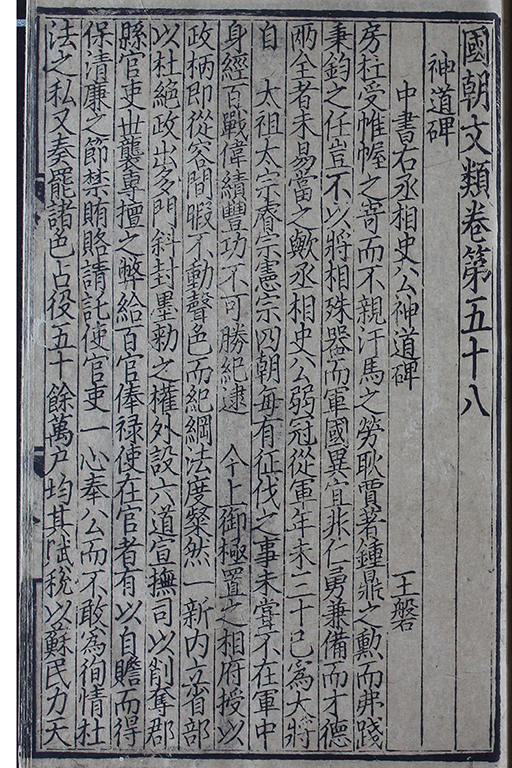 國朝文類卷第五十八
神道碑
中書右丞相史公神道碑 王磐
房杜受帷幄之寄而不親汗馬之勞耿賈著鍾鼎之勳而弗踐
秉鈞之任豈不以將相殊器而軍國異宜非仁勇兼備而才德
兩全者未易當之歟丞相史公弱冠從軍年未二十已為大將
自 太祖太宗睿宗憲宗四朝每有征伐之事未嘗不在軍中
身經百戰偉績豐功不可勝紀逮 今上御極置之相府授以
政柄即從容閒暇不動聲色而紀綱法度粲然一新內立省部
以杜絕政出多門斜封墨勑之權外設六道宣撫司以削奪郡
縣官吏世襲專擅之弊給百官俸祿使在官者有以自贍而得
保清廉之節禁賄賂請託使官吏一心奉公而不敢為徇情杜
法之私又奏罷諸色占役五十餘萬户均其賦稅以蘇民力天